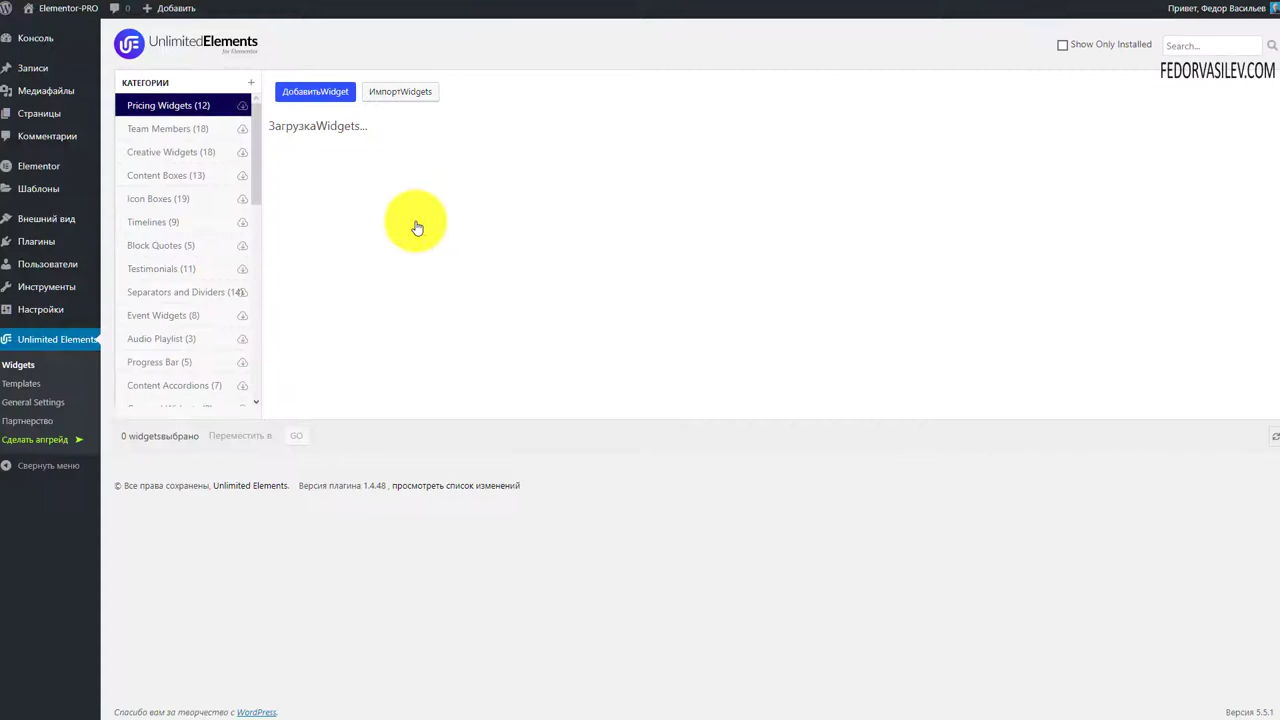 Elementor-PRO
0
Добавить
Привет, Федор Васильев
Консоль
Записи
Медиафайлы
Страницы
Комментарии
Elementor
Шаблоны
Внешний вид
Плагины
Пользователи
Инструменты
Настройки
Unlimited Elements
Widgets
Templates
General Settings
Партнерство
Сделать апгрейд
Свернуть меню
UnlimitedElements
for Elementor
Show Only Installed
Search...
FEDORVASILEV.COM
КАТЕГОРИИ
Pricing Widgets (12)
Team Members (18)
Creative Widgets (18)
Content Boxes (13)
Icon Boxes (19)
Timelines (9)
Block Quotes (5)
Testimonials (11)
Separators and Dividers (14)
Event Widgets (8)
Audio Playlist (3)
Progress Bar (5)
Content Accordions (7)
ДобавитьWidget
ИмпортWidgets
ЗагрузкаWidgets...
0 widgetsвыбрано
Переместить в
GO
© Все права сохранены, Unlimited Elements. Версия плагина 1.4.48 , просмотреть список изменений
Спасибо вам за творчество с WordPress.
Версия 5.5.1